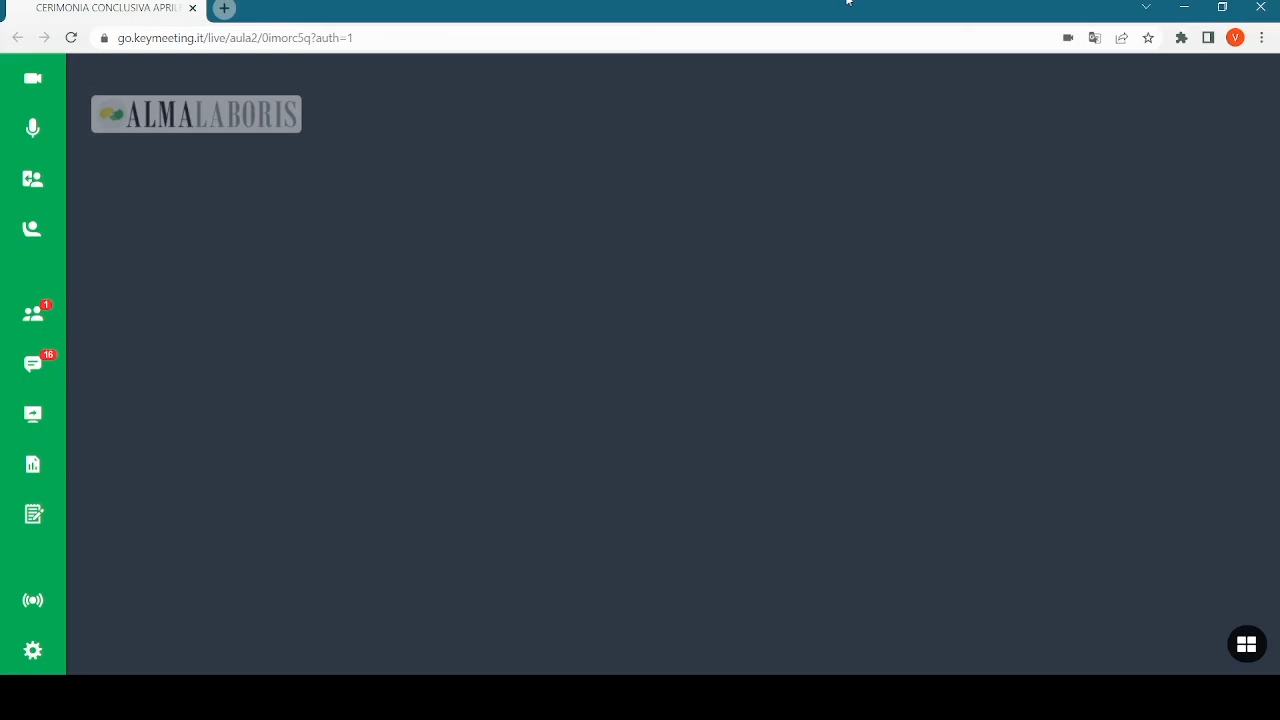 CERIMONIA CONCLUSIVA APRIL
go.keymeeting.it/live/aula2/0imorc5q?auth=1
V
ALMALABORIS
1
16